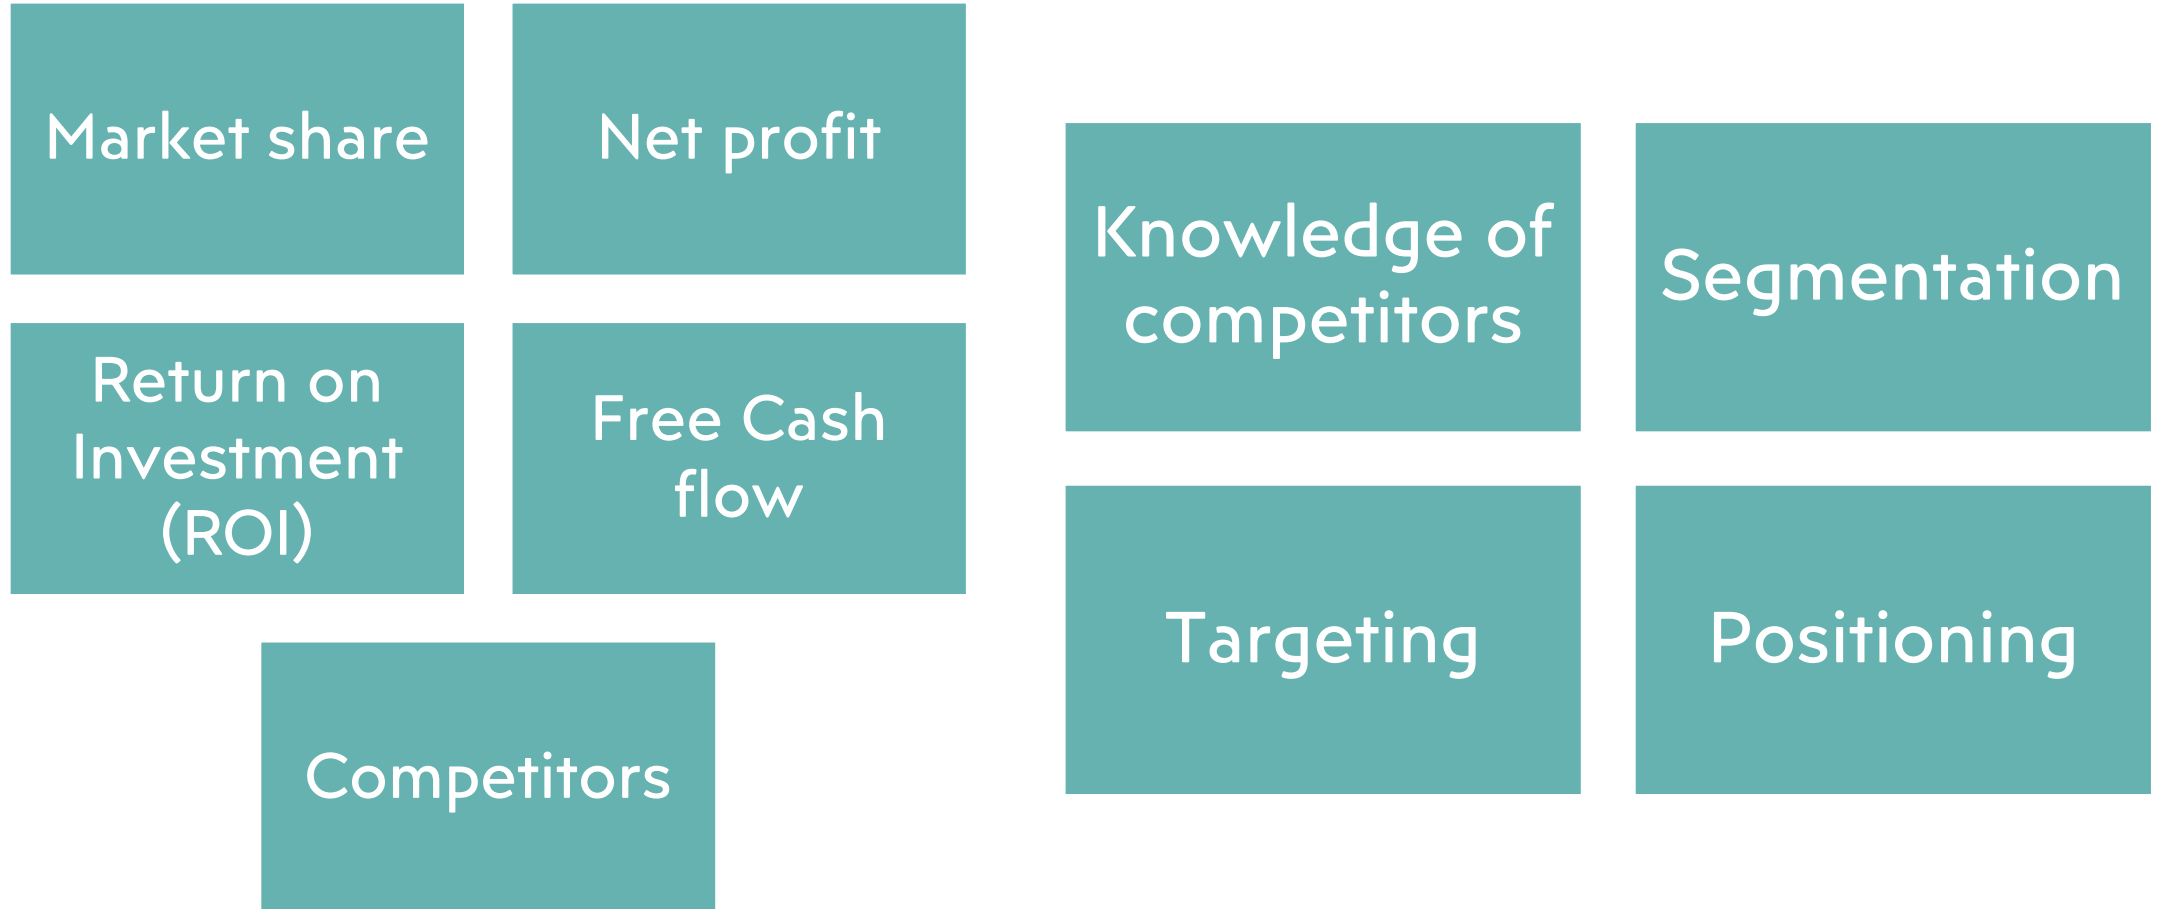 Market share
Net profit
Return on
Investment
(ROI)
Free Cash
flow
Competitors
Knowledge of
competitors
Segmentation
Targeting
Positioning